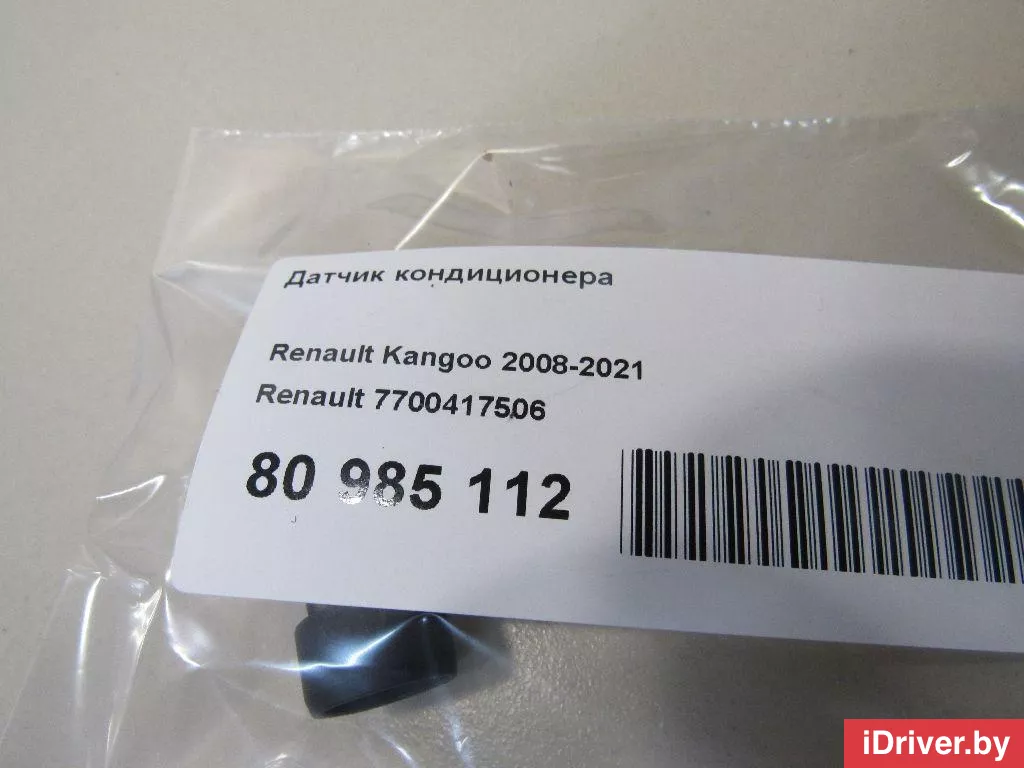 Датчик кондиционера
Renault Kangoo 2008-2021
Renault 7700417506
80 985 112
iDriver.by